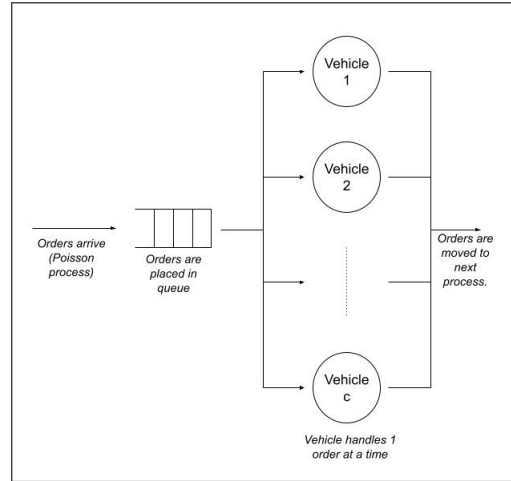 Vehicle
1
Vehicle
2
Orders arrive
(Poisson
process)
Orders are
placed in
queue
Orders are
moved to
next
process.
Vehicle
c
Vehicle handles 1
order at a time